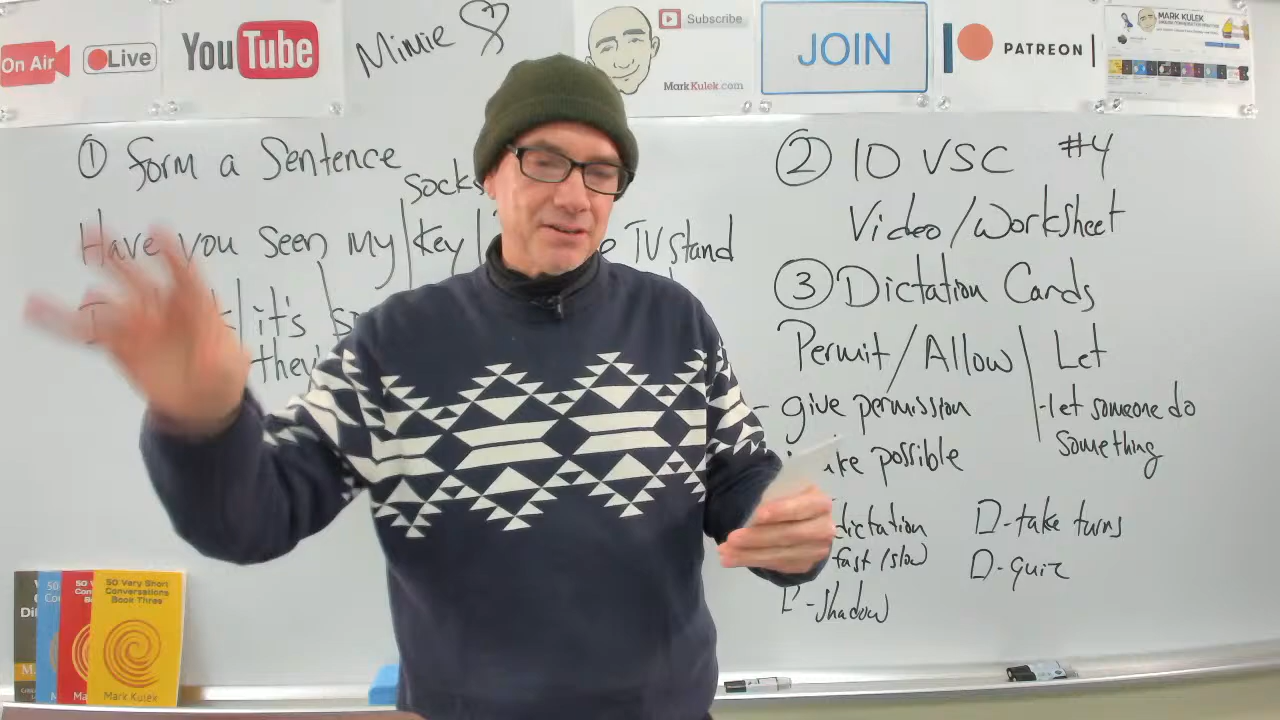 On Air
Live
YouTube
Mimie
Subscribe
MarkKulek.com
JOIN
PATREON
MARK KULEK
① Form a Sentence
socks
Have you seen my / key / TV stand
it's
② 10 VSC #4
Video/Worksheet
③ Dictation Cards
Permit/Allow | Let
- give permission
-let someone do
something
possible
dictation
D-take turns
fast/slow
D-quiz
-shadow
50 Very Short
Conversations
Book Three
Mark Kulek